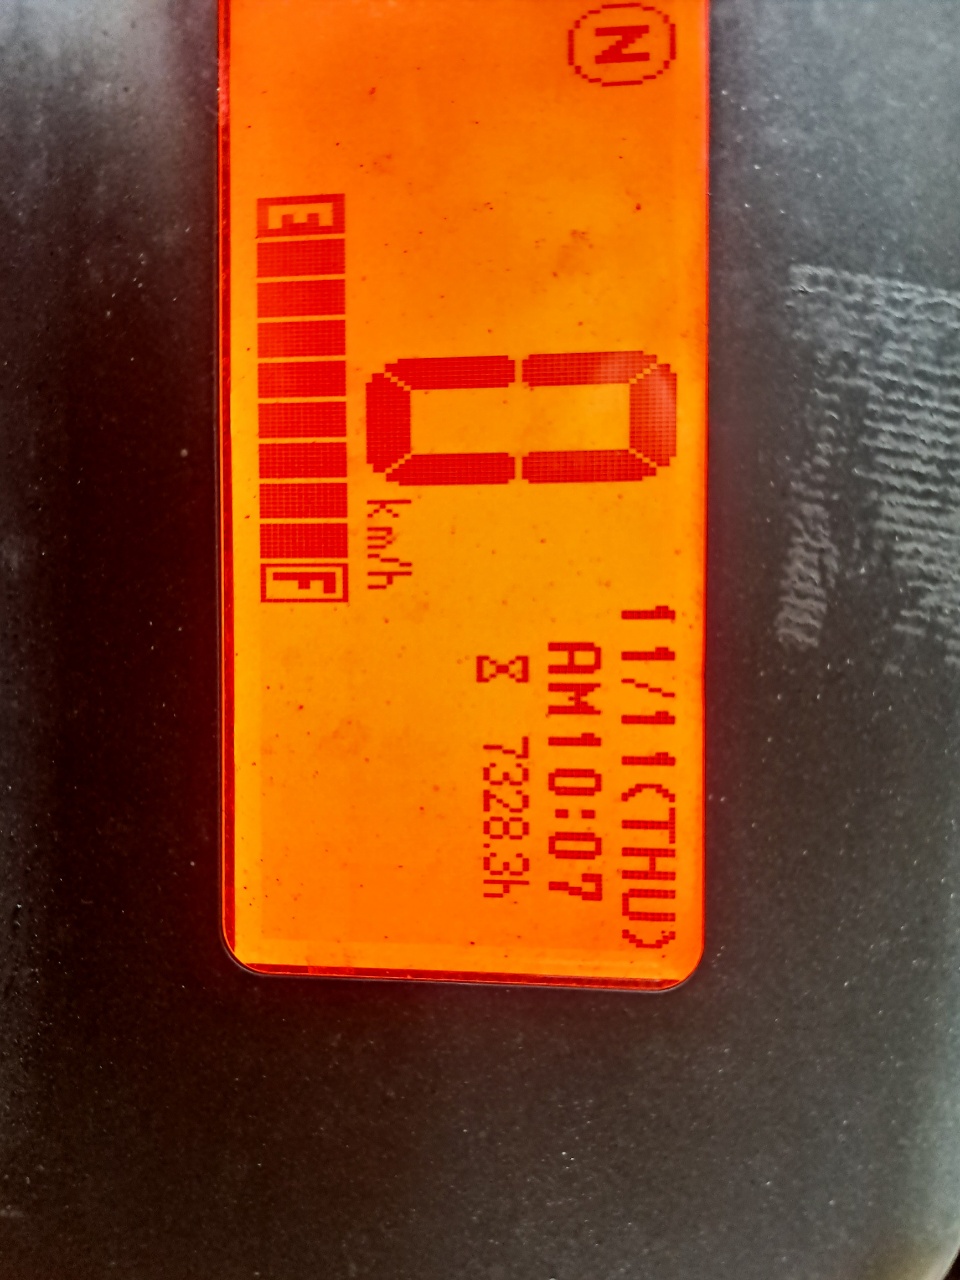 N
11/11(THU)
AM10:07
7328.3h
0
km/h
E F